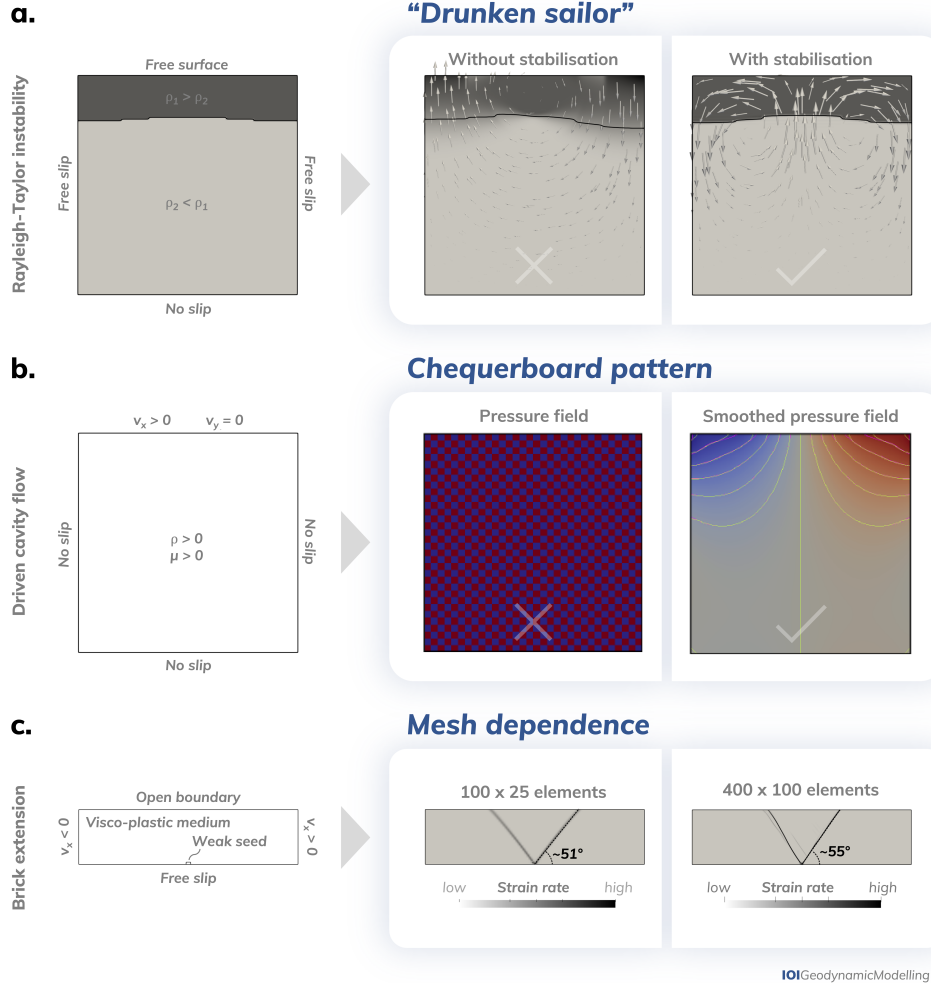 a.
“Drunken sailor”
Rayleigh-Taylor instability
Free surface
ρ1 > ρ2
Free slip
Free slip
ρ2 < ρ1
No slip
Without stabilisation
With stabilisation
b.
Chequerboard pattern
Driven cavity flow
vx > 0 vy = 0
No slip
No slip
ρ > 0
μ > 0
No slip
Pressure field
Smoothed pressure field
c.
Mesh dependence
Brick extension
Open boundary
vx < 0
vx > 0
Visco-plastic medium
Weak seed
Free slip
100 x 25 elements
~51°
low Strain rate high
400 x 100 elements
~55°
low Strain rate high
IOIGeodynamicModelling